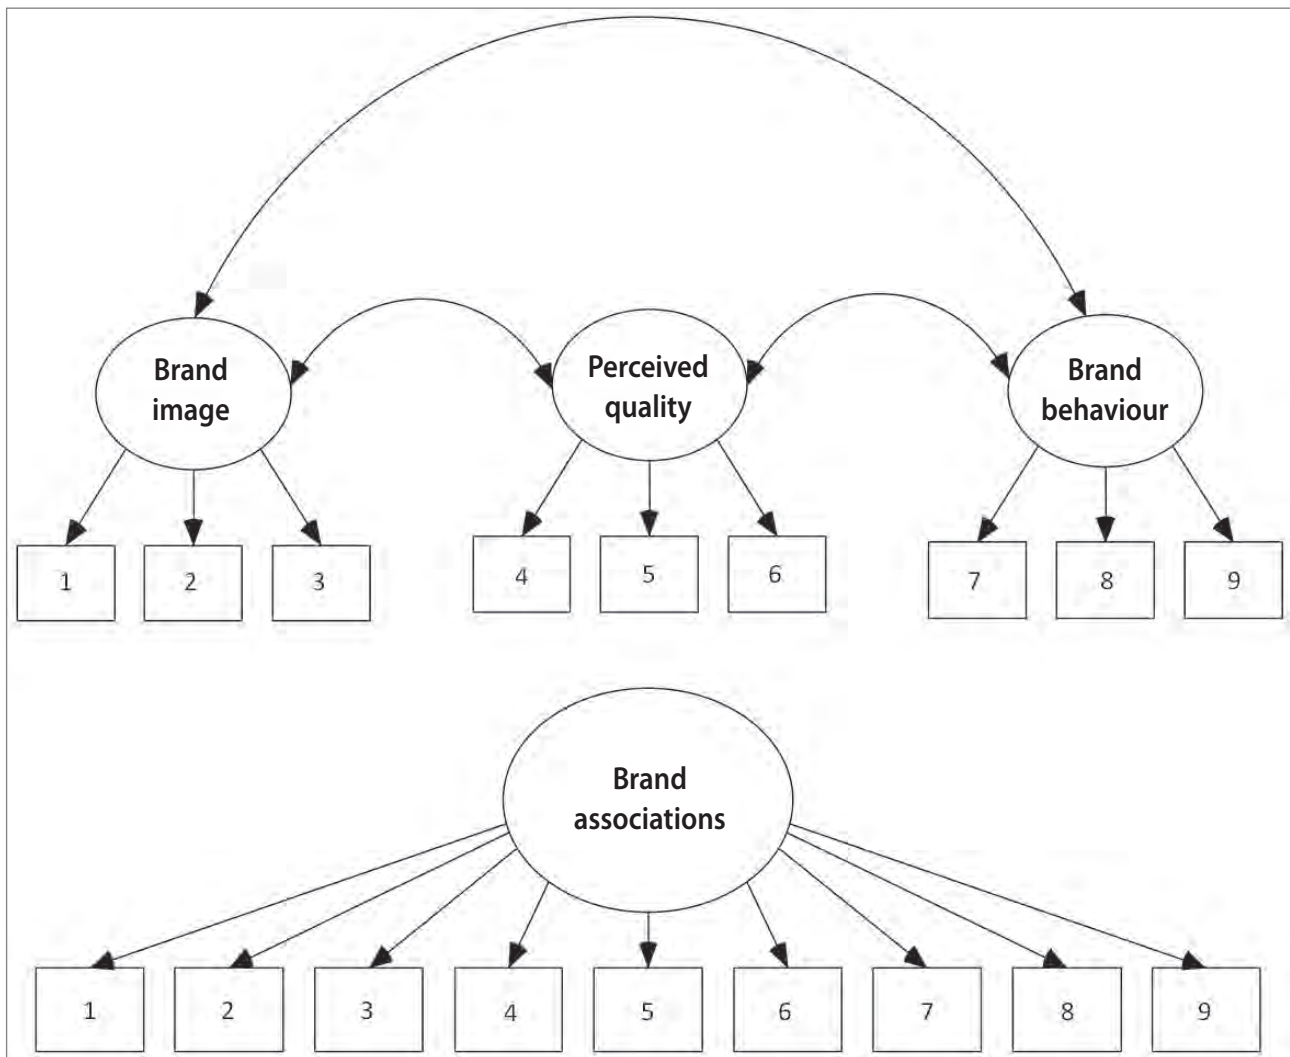 Brand
image
Perceived
quality
Brand
behaviour
1
2
3
4
5
6
7
8
9
Brand
associations
1
2
3
4
5
6
7
8
9